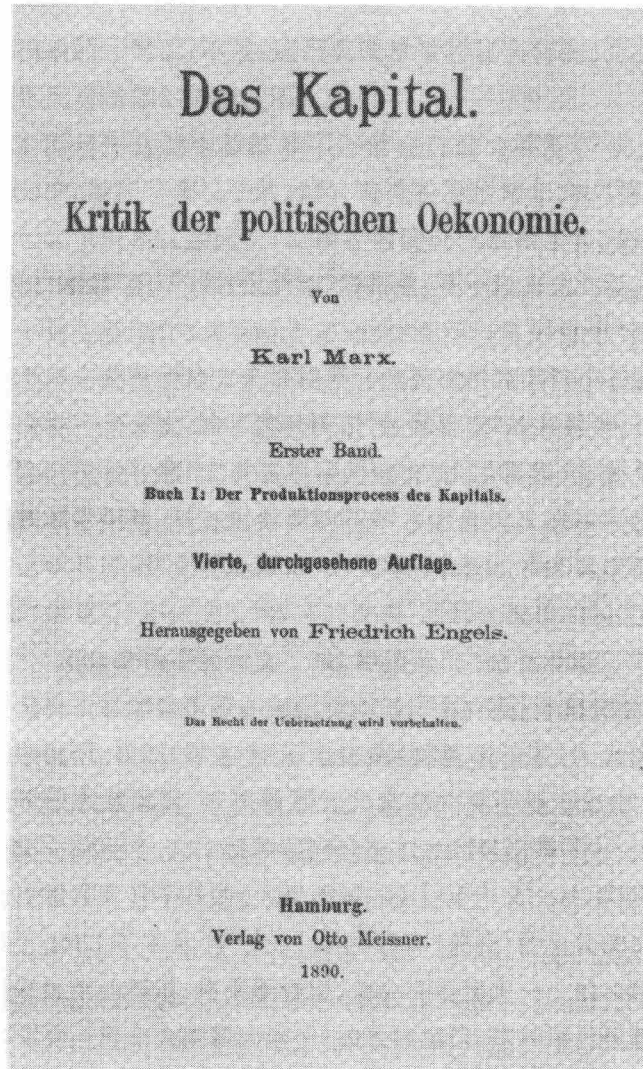 Das Kapital.
Kritik der politischen Oekonomie.
Von
Karl Marx.
Erster Band.
Buch I: Der Produktionsprocess des Kapitals.
Vierte, durchgesehene Auflage.
Herausgegeben von Friedrich Engels.
Das Recht der Uebersetzung wird vorbehalten.
Hamburg.
Verlag von Otto Meissner.
1890.